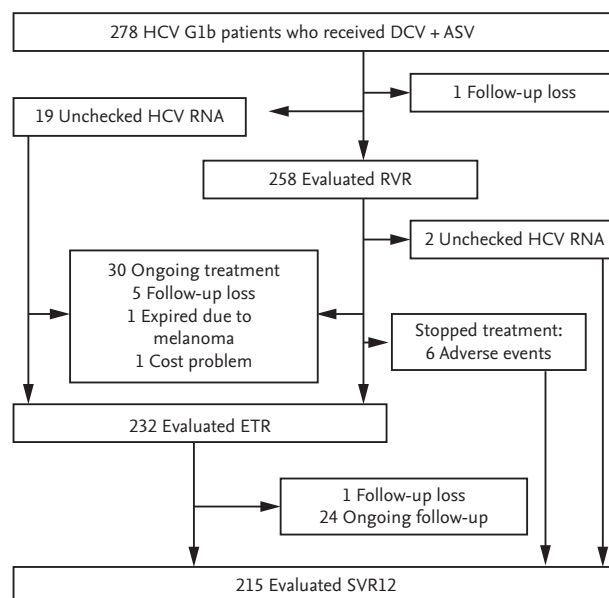 278 HCV G1b patients who received DCV + ASV
1 Follow-up loss
19 Unchecked HCV RNA
258 Evaluated RVR
2 Unchecked HCV RNA
30 Ongoing treatment
5 Follow-up loss
1 Expired due to
melanoma
1 Cost problem
Stopped treatment:
6 Adverse events
232 Evaluated ETR
1 Follow-up loss
24 Ongoing follow-up
215 Evaluated SVR12